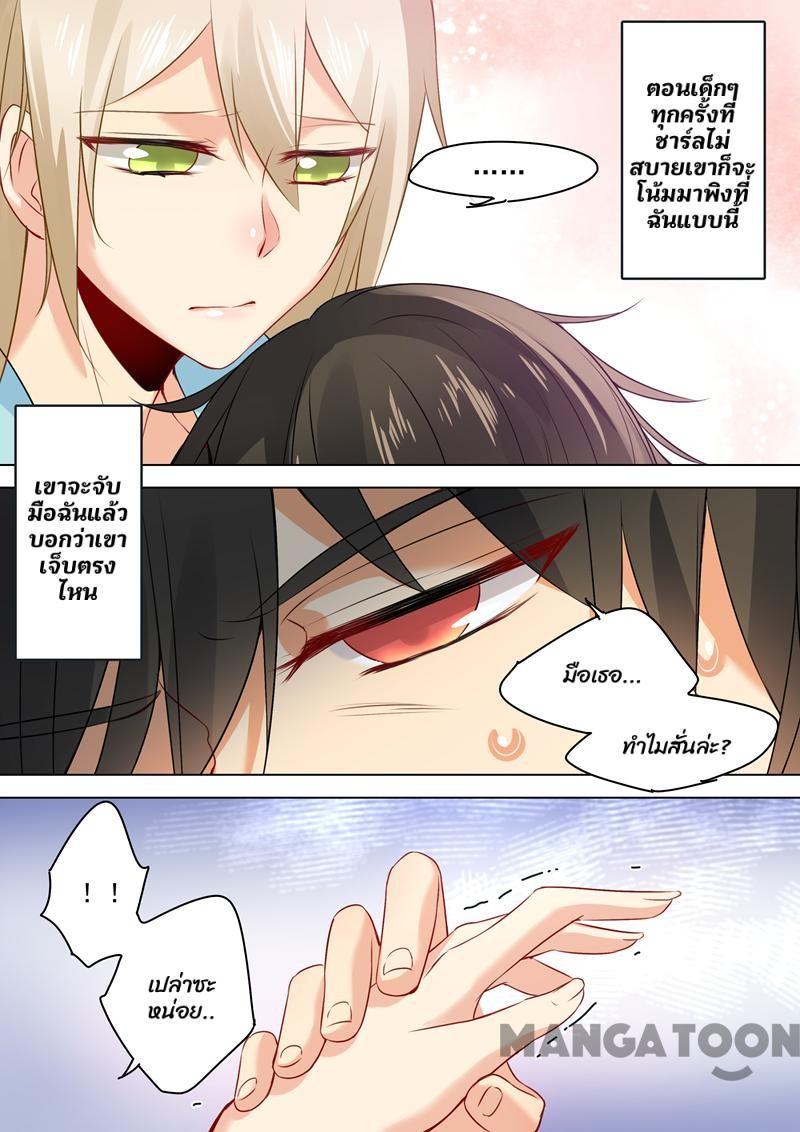 ตอนเด็กๆ
ทุกครั้งที่
ชาร์ลไม่
สบายเขาก็จะ
โน้มมาพิงที่
ฉันแบบนี้
......
เขาจะจับ
มือฉันแล้ว
บอกว่าเขา
เจ็บตรง
ไหน
มือเธอ...
ทำไมสั่นล่ะ?
！！
เปล่าซะ
หน่อย..
MANGATOON